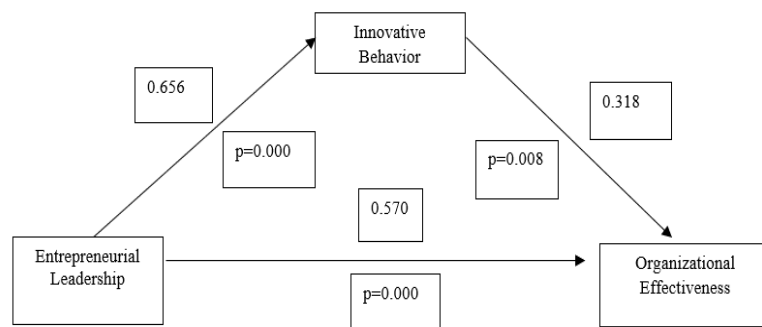 Innovative
Behavior
0.656
0.318
p=0.000
p=0.008
0.570
Entrepreneurial
Leadership
Organizational
Effectiveness
p=0.000